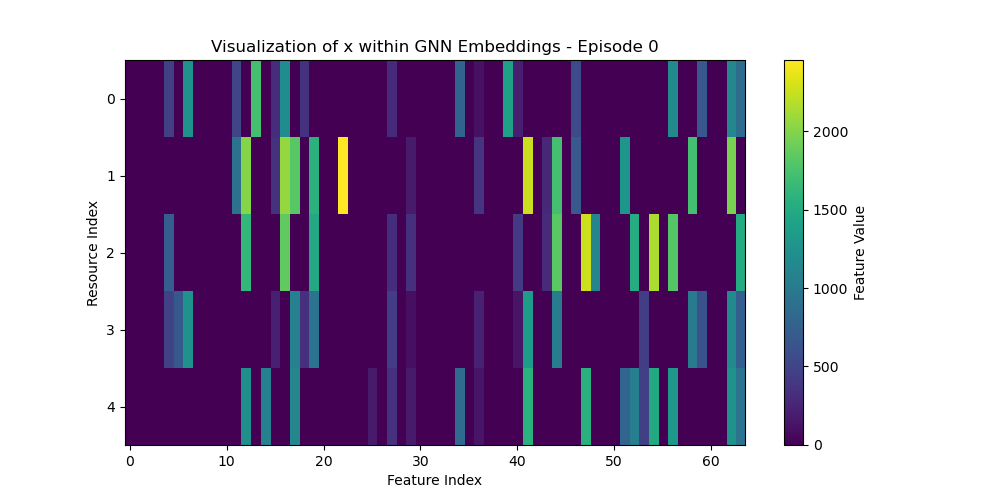 Visualization of x within GNN Embeddings - Episode 0
Resource Index
0
1
2
3
4
0 10 20 30 40 50 60
Feature Index
2000
1500
1000
500
0
Feature Value